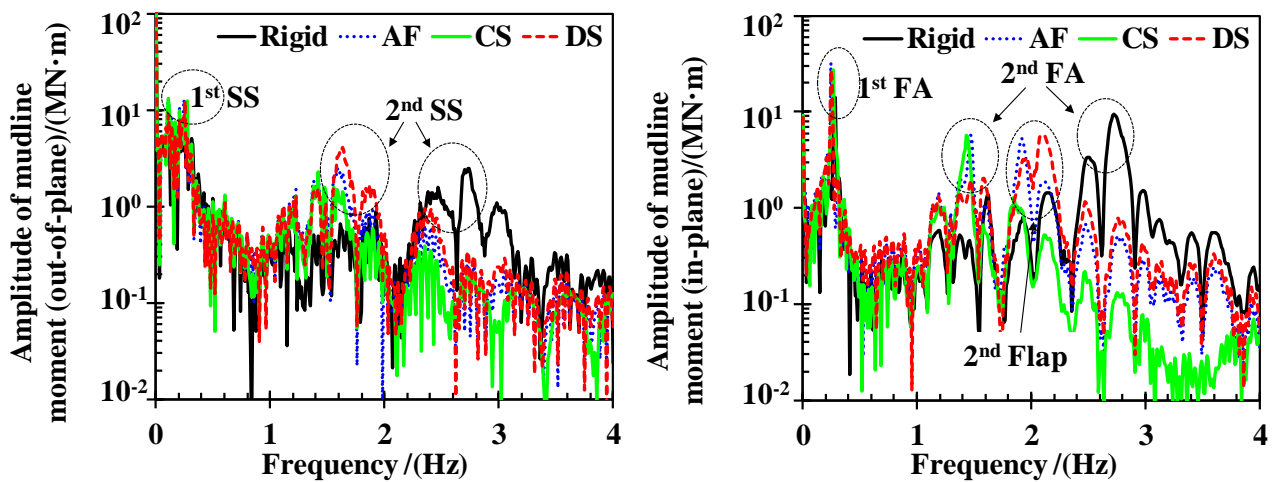 Amplitude of mudline
moment (out-of-plane)/(MN·m)
10²
10¹
10⁰
10⁻¹
10⁻²
Rigid AF CS DS
1ˢᵗ SS
2ⁿᵈ SS
0 1 2 3 4
Frequency /(Hz)
Amplitude of mudline
moment (in-plane)/(MN·m)
10²
10¹
10⁰
10⁻¹
10⁻²
Rigid AF CS DS
2ⁿᵈ FA
1ˢᵗ FA
2ⁿᵈ Flap
0 1 2 3 4
Frequency /(Hz)